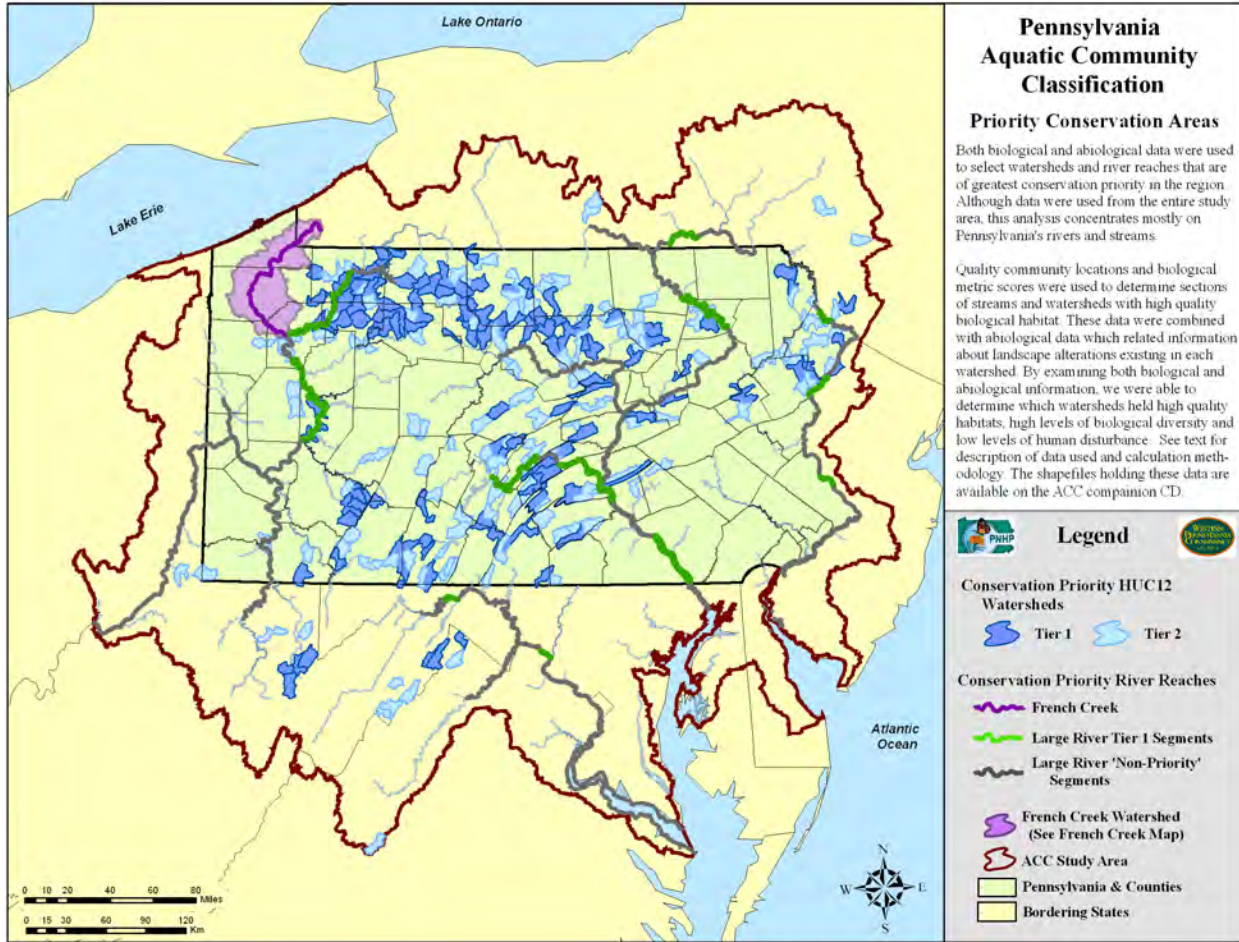 Lake Ontario
Lake Erie
Atlantic
Ocean
0 10 20 40 60 80
Miles
0 15 30 60 90 120
Km
N
W E
S
Pennsylvania
Aquatic Community
Classification
Priority Conservation Areas
Both biological and abiological data were used
to select watersheds and river reaches that are
of greatest conservation priority in the region.
Although data were used from the entire study
area, this analysis concentrates mostly on
Pennsylvania's rivers and streams.
Quality community locations and biological
metric scores were used to determine sections
of streams and watersheds with high quality
biological habitat. These data were combined
with abiological data which related information
about landscape alterations existing in each
watershed. By examining both biological and
abiological information, we were able to
determine which watersheds held high quality
habitats, high levels of biological diversity and
low levels of human disturbance. See text for
description of data used and calculation meth-
odology. The shapefiles holding these data are
available on the ACC compainion CD.
PNHP
Legend
WESTERN
PENNSYLVANIA
CONSERVANCY
Conservation Priority HUC12
Watersheds
Tier 1 Tier 2
Conservation Priority River Reaches
French Creek
Large River Tier 1 Segments
Large River 'Non-Priority'
Segments
French Creek Watershed
(See French Creek Map)
ACC Study Area
Pennsylvania & Counties
Bordering States